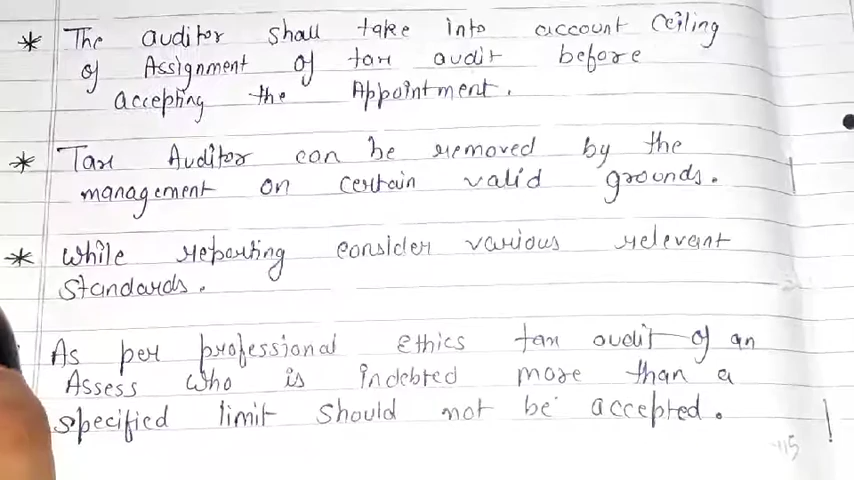 * The auditor shall take into account ceiling
of Assignment of tax audit before
accepting the Appointment.
* Tax Auditor can be removed by the
management on certain valid grounds.
* while reporting consider various relevant
standards.
As per professional ethics tax audit of an
Assess who is indebted more than a
specified limit should not be accepted.